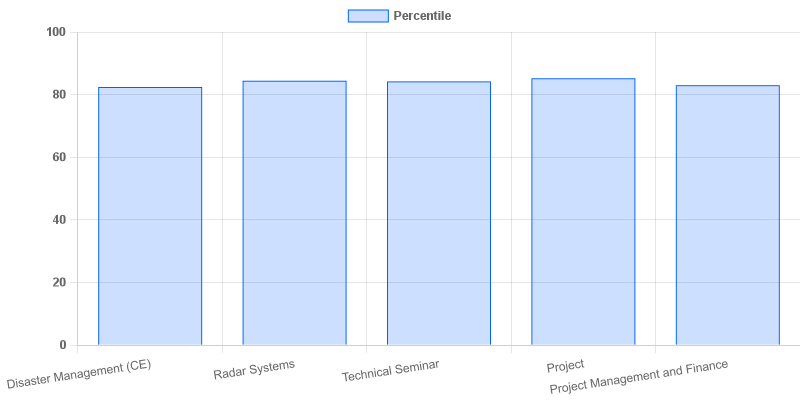 Percentile
100
80
60
40
20
0
Disaster Management (CE)
Radar Systems
Technical Seminar
Project
Project Management and Finance